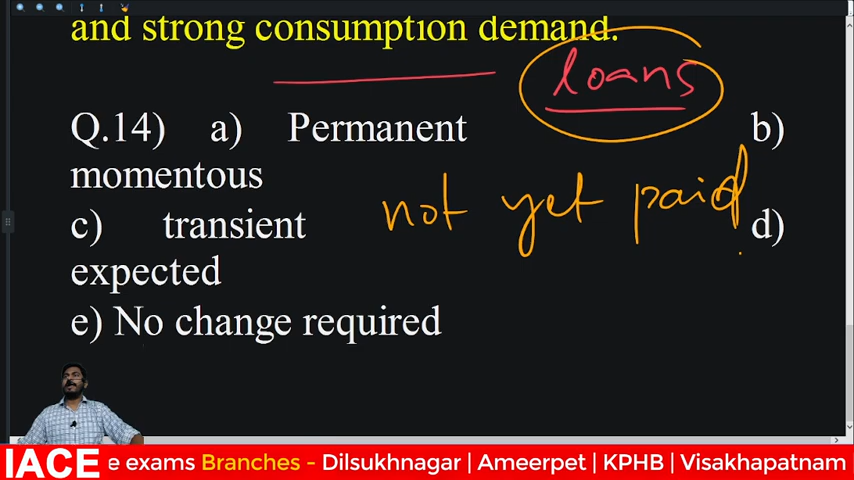 and strong consumption demand.
loans
Q.14) a) Permanent b)
momentous
not yet paid
c) transient d)
expected
e) No change required
IACE e exams Branches - Dilsukhnagar | Ameerpet | KPHB | Visakhapatnam